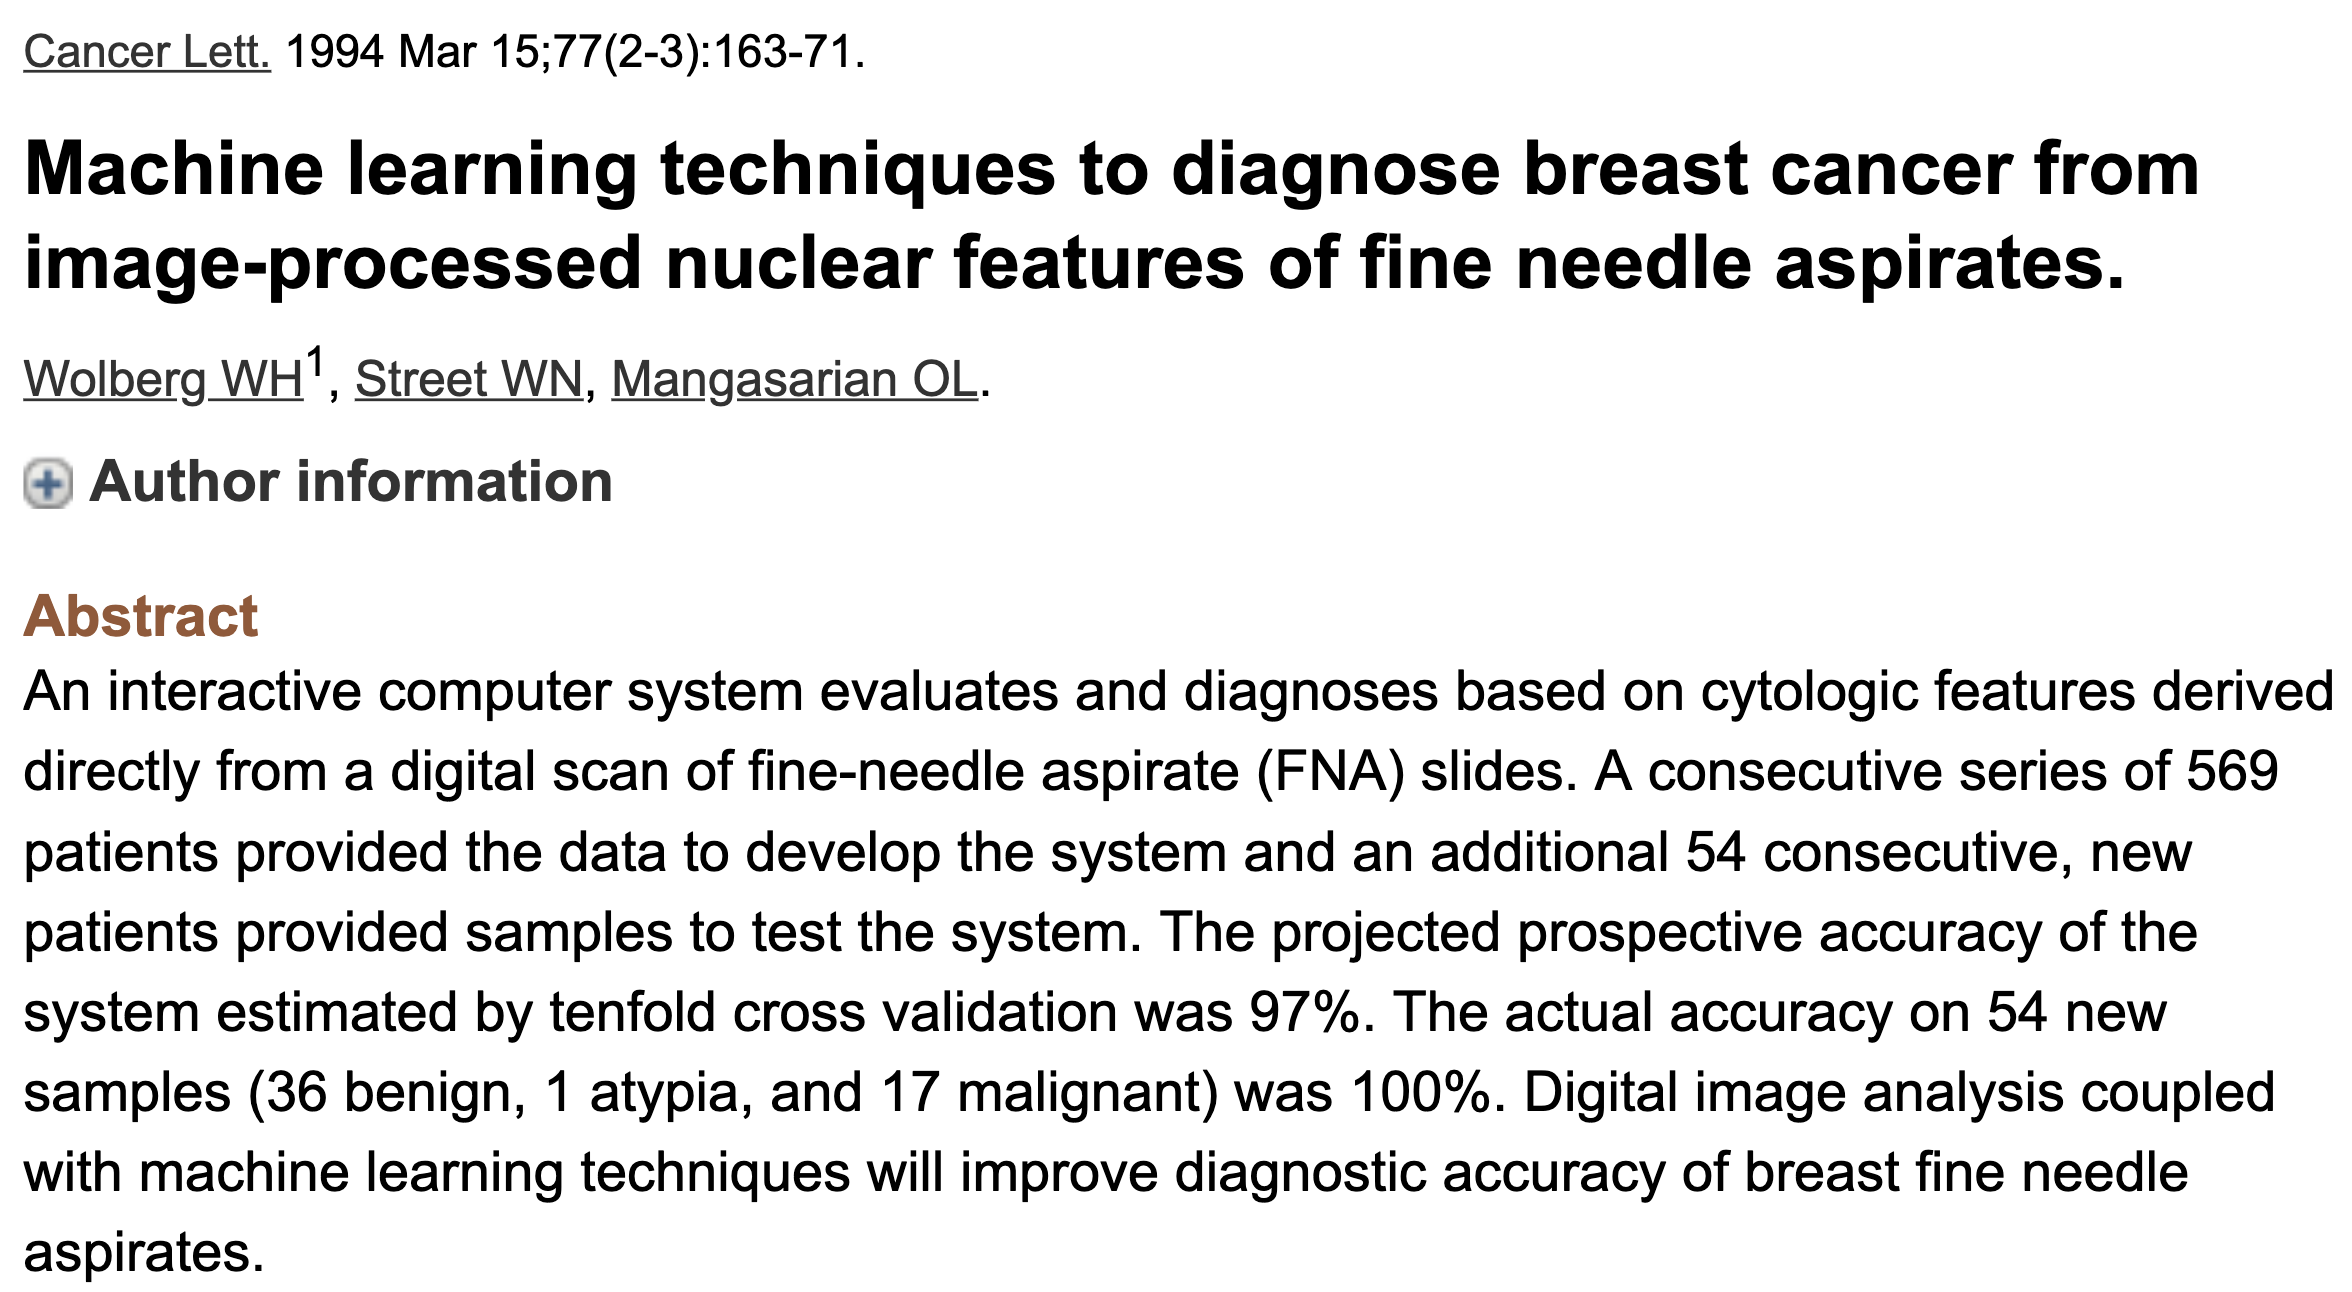 Cancer Lett. 1994 Mar 15;77(2-3):163-71.
Machine learning techniques to diagnose breast cancer from
image-processed nuclear features of fine needle aspirates.
Wolberg WH1, Street WN, Mangasarian OL.
Author information
Abstract
An interactive computer system evaluates and diagnoses based on cytologic features derived
directly from a digital scan of fine-needle aspirate (FNA) slides. A consecutive series of 569
patients provided the data to develop the system and an additional 54 consecutive, new
patients provided samples to test the system. The projected prospective accuracy of the
system estimated by tenfold cross validation was 97%. The actual accuracy on 54 new
samples (36 benign, 1 atypia, and 17 malignant) was 100%. Digital image analysis coupled
with machine learning techniques will improve diagnostic accuracy of breast fine needle
aspirates.